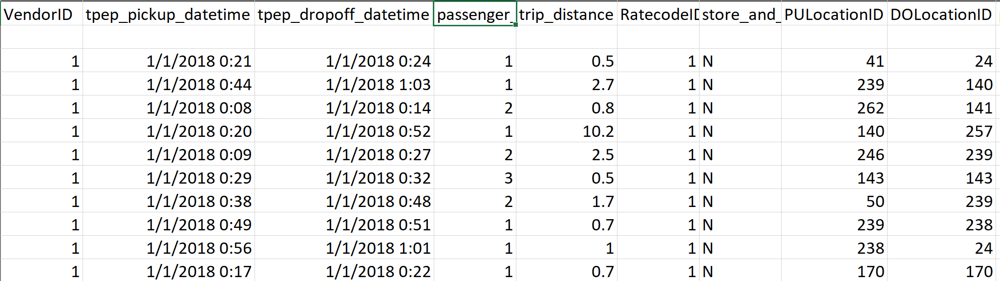 VendorID tpep_pickup_datetime tpep_dropoff_datetime passenger_ trip_distance RatecodeID store_and_ PULocationID DOLocationID
1 1/1/2018 0:21 1/1/2018 0:24 1 0.5 1 N 41 24
1 1/1/2018 0:44 1/1/2018 1:03 1 2.7 1 N 239 140
1 1/1/2018 0:08 1/1/2018 0:14 2 0.8 1 N 262 141
1 1/1/2018 0:20 1/1/2018 0:52 1 10.2 1 N 140 257
1 1/1/2018 0:09 1/1/2018 0:27 2 2.5 1 N 246 239
1 1/1/2018 0:29 1/1/2018 0:32 3 0.5 1 N 143 143
1 1/1/2018 0:38 1/1/2018 0:48 2 1.7 1 N 50 239
1 1/1/2018 0:49 1/1/2018 0:51 1 0.7 1 N 239 238
1 1/1/2018 0:56 1/1/2018 1:01 1 1 1 N 238 24
1 1/1/2018 0:17 1/1/2018 0:22 1 0.7 1 N 170 170